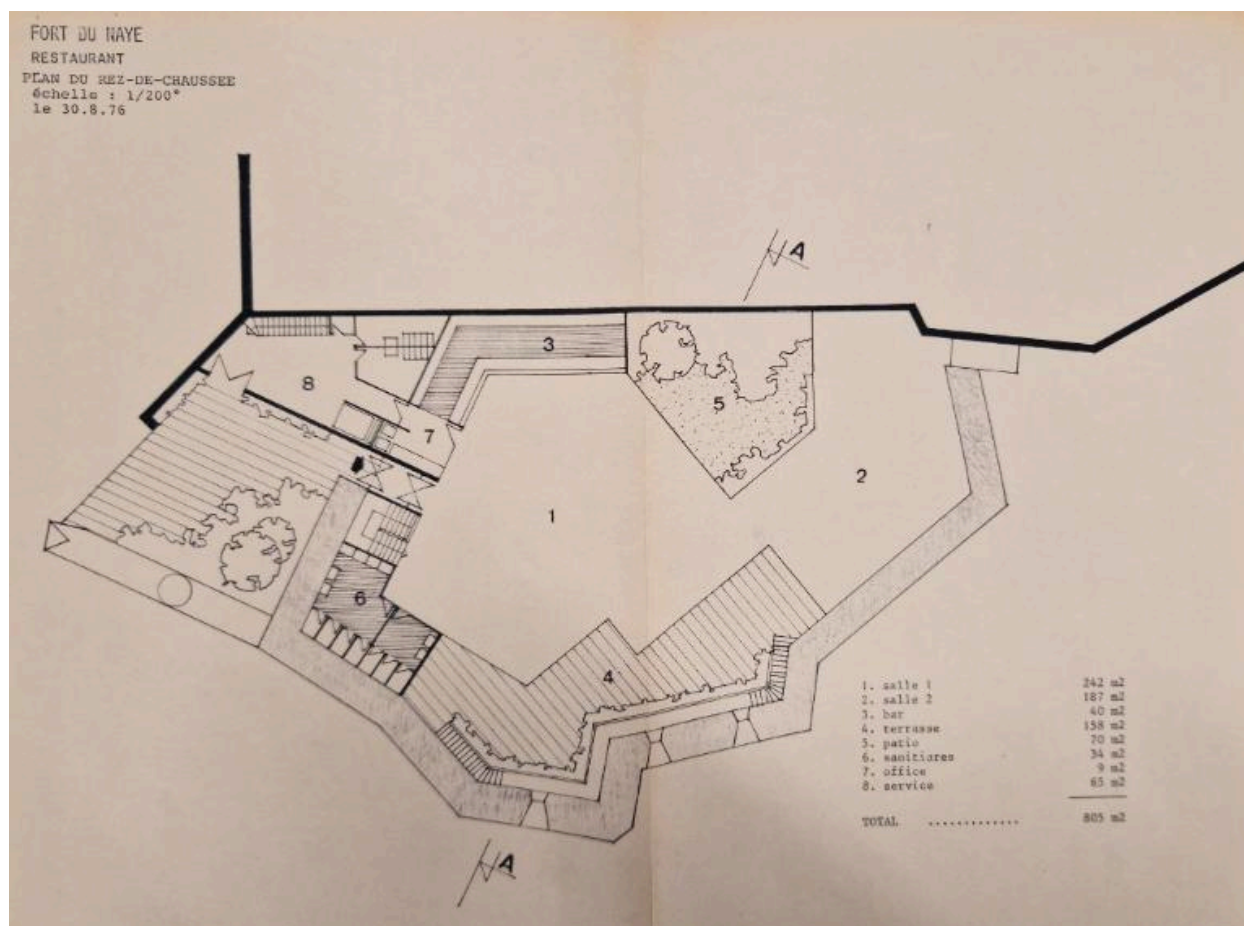 FORT DU NAYE
RESTAURANT
PLAN DU REZ-DE-CHAUSSEE
échelle : 1/200°
le 30.8.76
A
3
8
5
7
2
1
6
4
1. salle 1 242 m2
2. salle 2 187 m2
3. bar 40 m2
4. terrasse 158 m2
5. patio 70 m2
6. sanitiares 34 m2
7. office 9 m2
8. service 65 m2
TOTAL ............. 805 m2
A